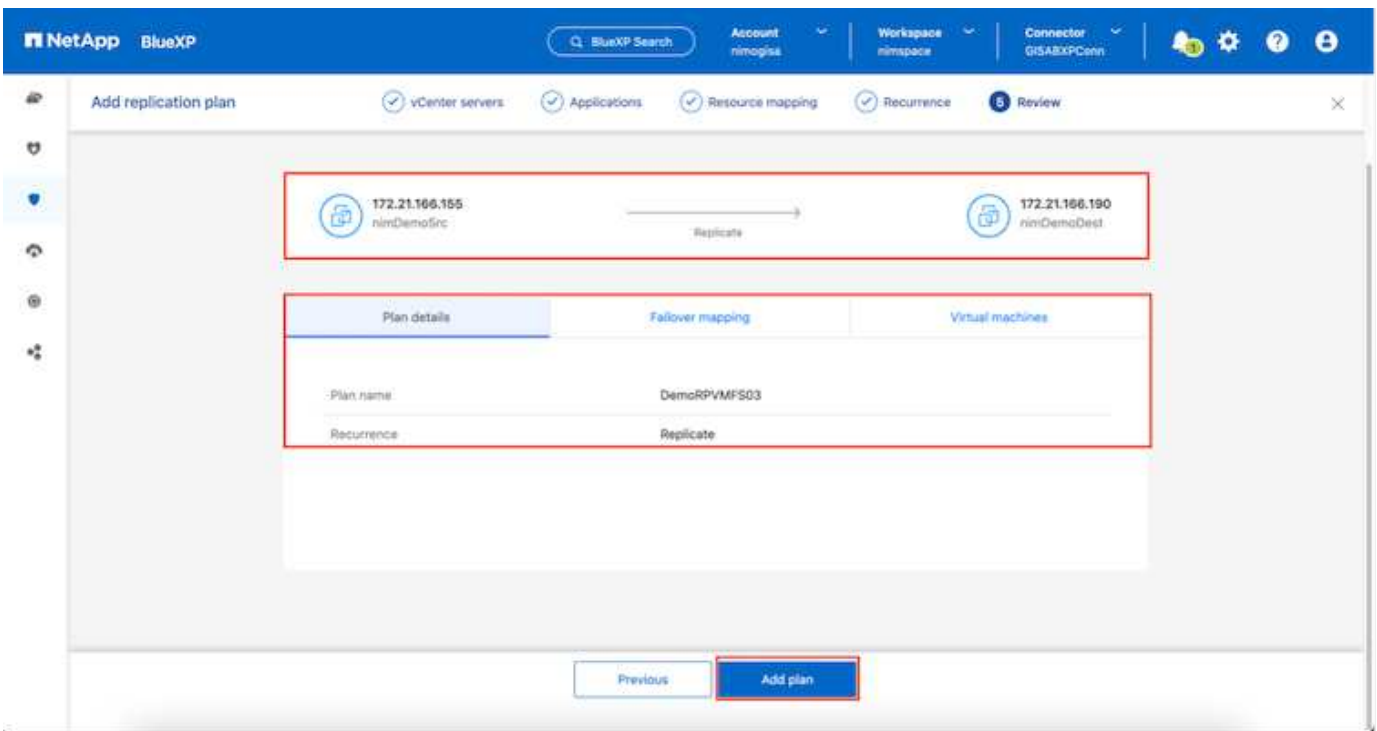 NetApp BlueXP
BlueXP Search
Account
nimogisa
Workspace
nimspace
Connector
GISABXPConn
1
Add replication plan
vCenter servers
Applications
Resource mapping
Recurrence
5 Review
172.21.166.155
nimDemoSrc
Replicate
172.21.166.190
nimDemoDest
Plan details
Failover mapping
Virtual machines
Plan name DemoRPVMFS03
Recurrence Replicate
Previous
Add plan